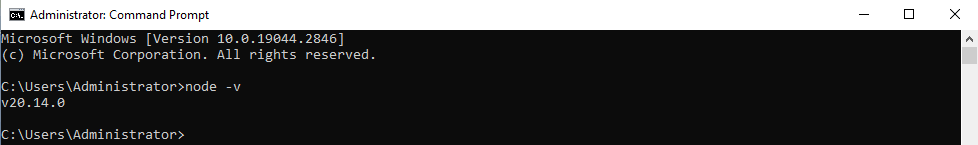 Administrator: Command Prompt
Microsoft Windows [Version 10.0.19044.2846]
(c) Microsoft Corporation. All rights reserved.
C:\Users\Administrator>node -v
v20.14.0
C:\Users\Administrator>